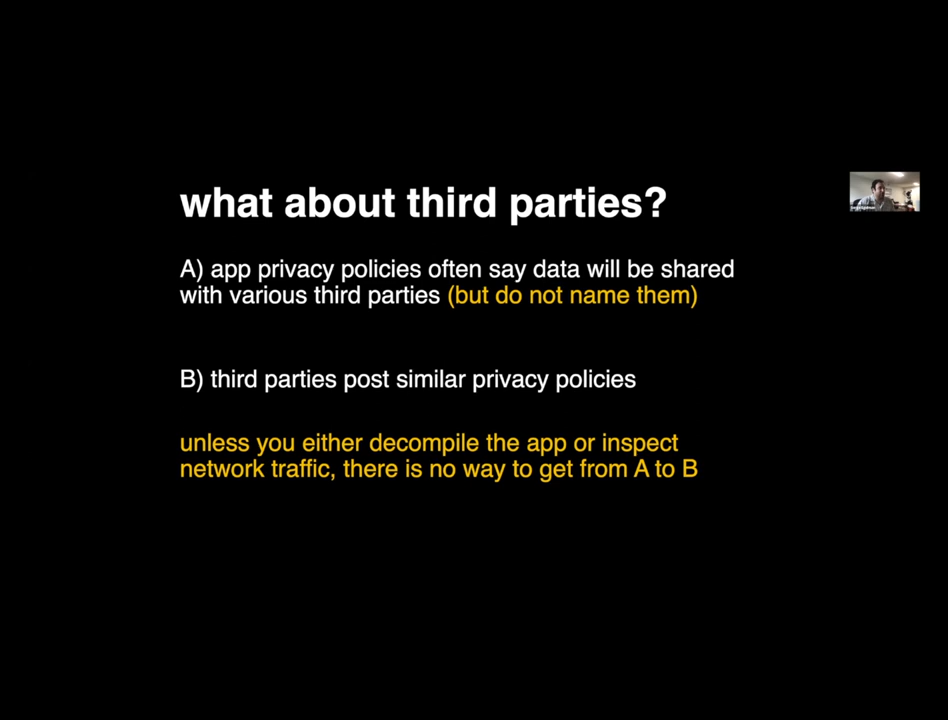 what about third parties?
A) app privacy policies often say data will be shared
with various third parties (but do not name them)
B) third parties post similar privacy policies
unless you either decompile the app or inspect
network traffic, there is no way to get from A to B